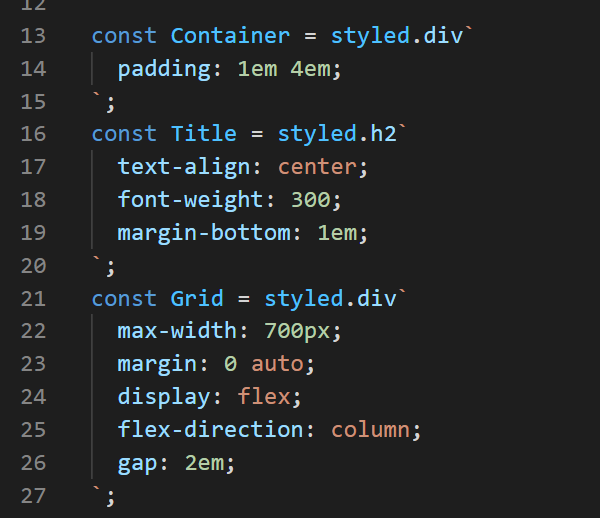 12
13 const Container = styled.div`
14   padding: 1em 4em;
15 `;
16 const Title = styled.h2`
17   text-align: center;
18   font-weight: 300;
19   margin-bottom: 1em;
20 `;
21 const Grid = styled.div`
22   max-width: 700px;
23   margin: 0 auto;
24   display: flex;
25   flex-direction: column;
26   gap: 2em;
27 `;